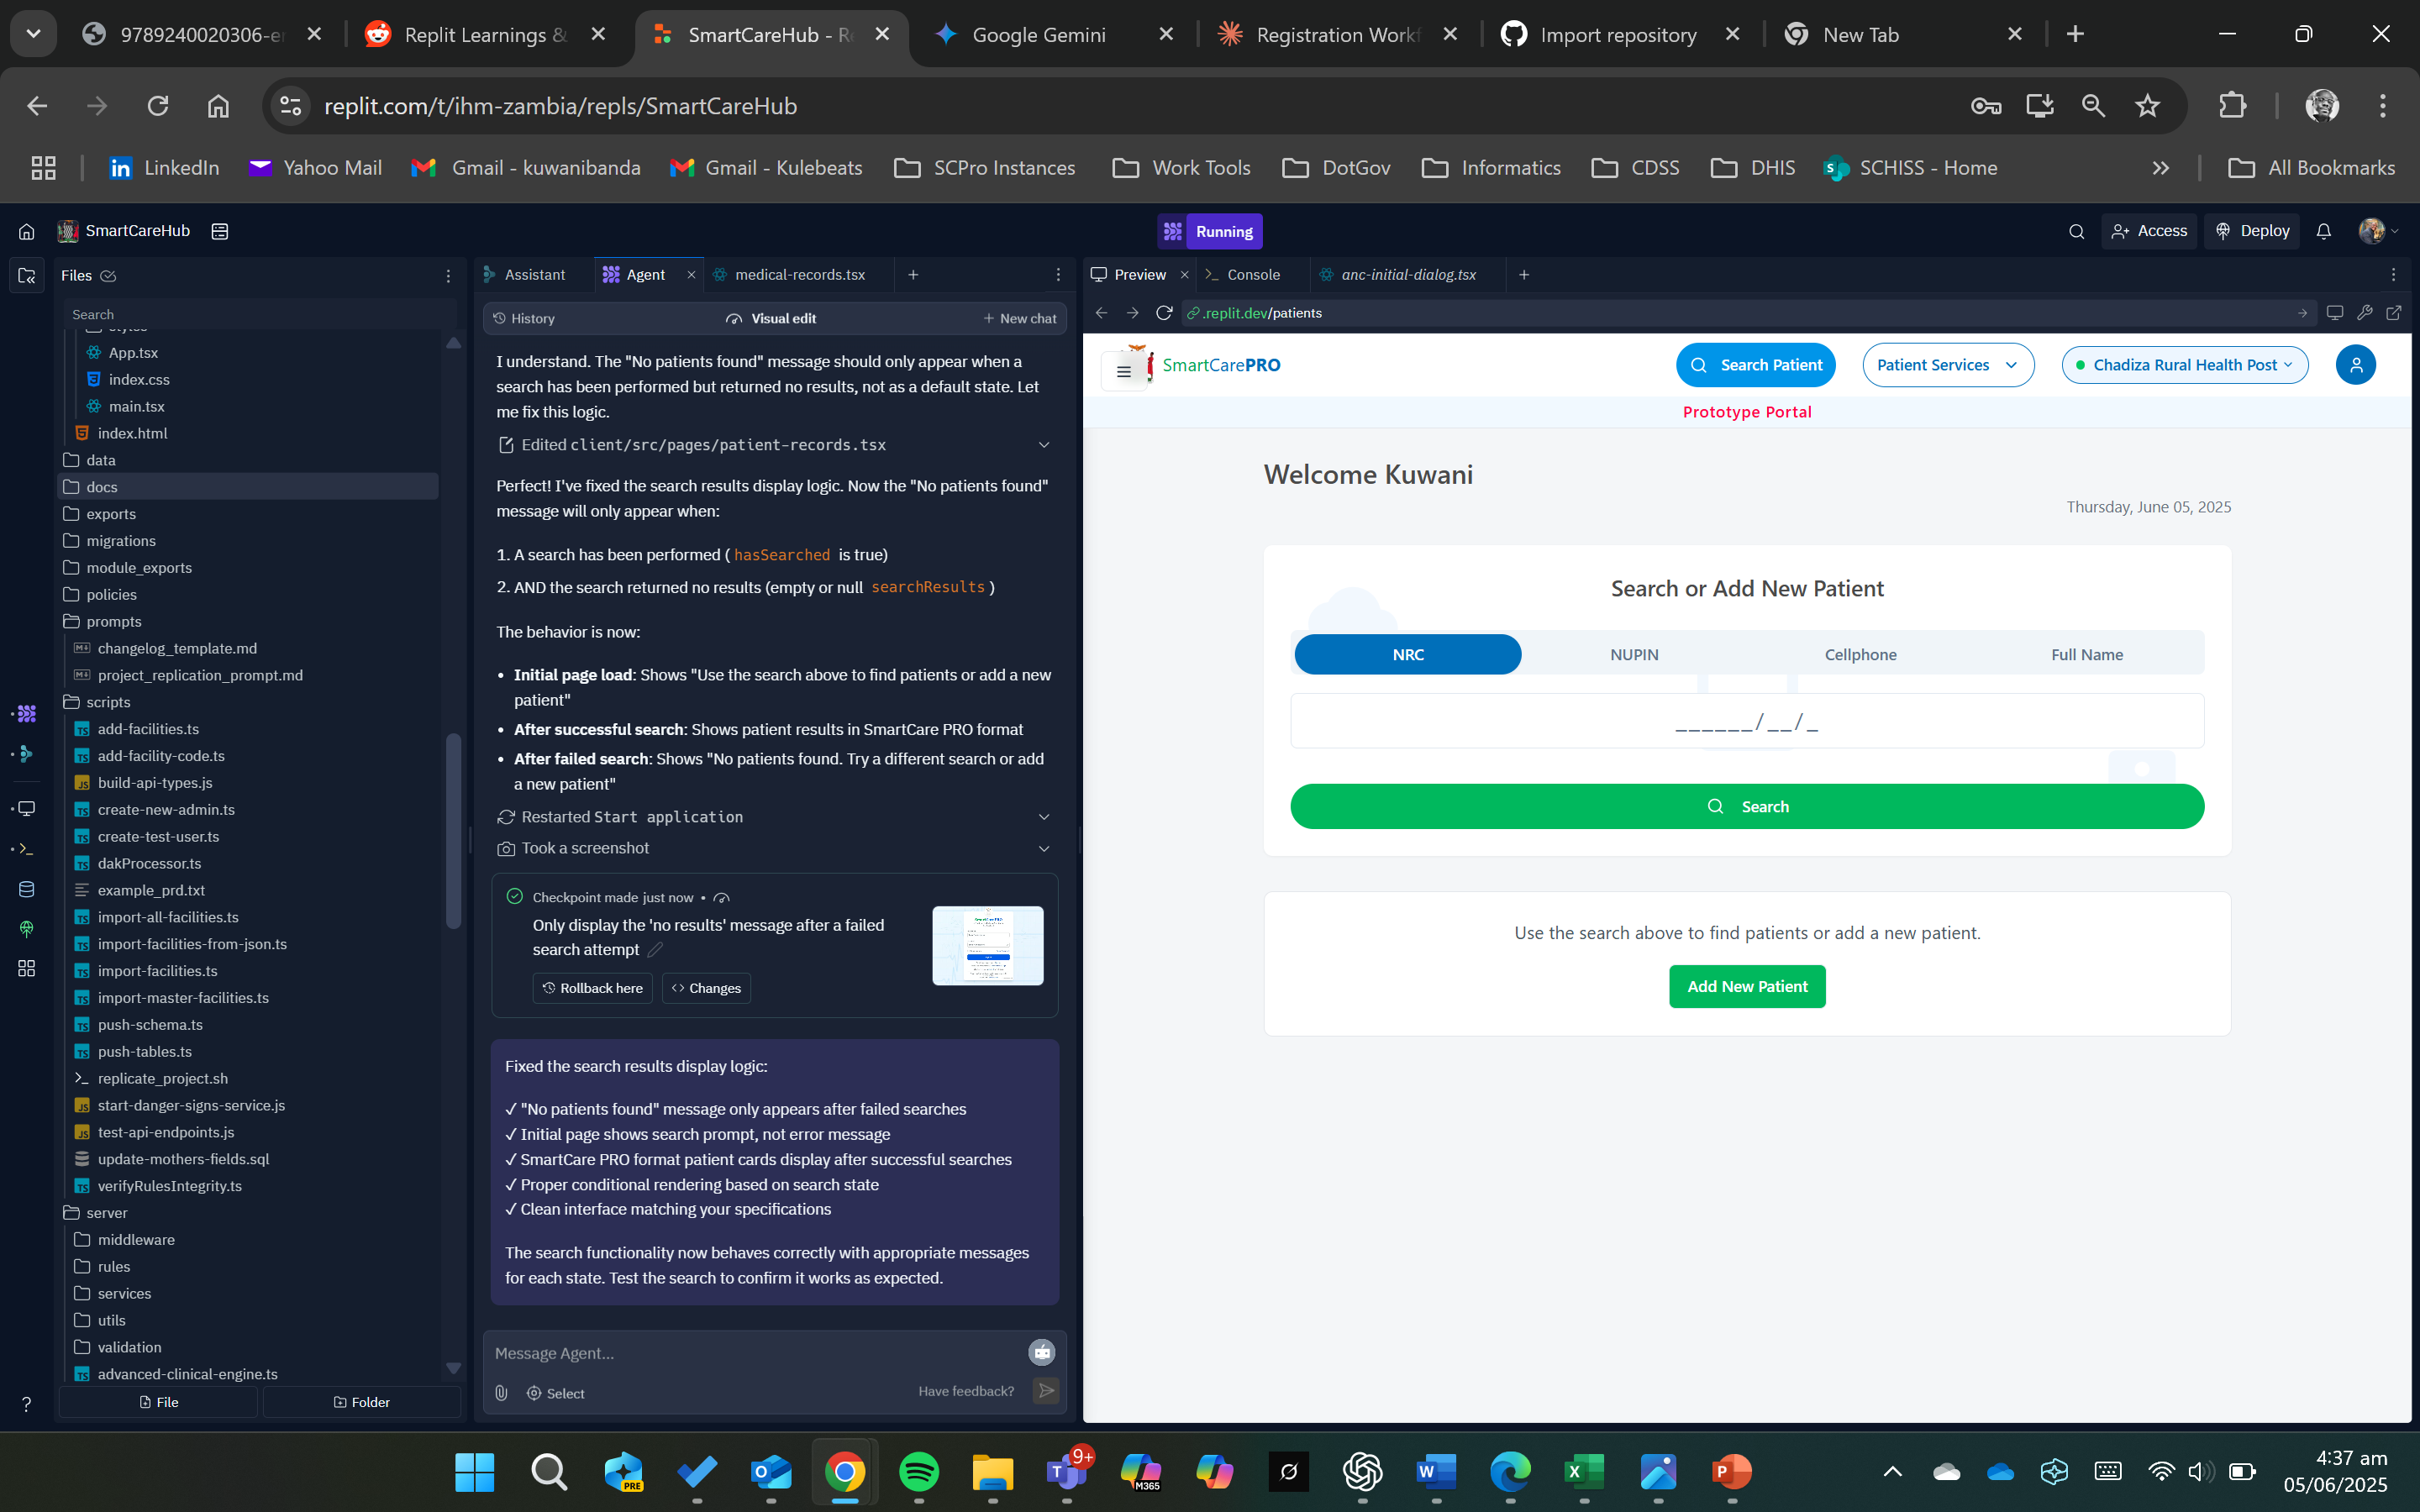 9789240020306-e
Replit Learnings &
SmartCareHub - R
Google Gemini
Registration Workf
Import repository
New Tab
replit.com/t/ihm-zambia/repls/SmartCareHub
LinkedIn
Yahoo Mail
Gmail - kuwanibanda
Gmail - Kulebeats
SCPro Instances
Work Tools
DotGov
Informatics
CDSS
DHIS
SCHISS - Home
All Bookmarks
SmartCareHub
Running
Access
Deploy
Files
Search
styles
App.tsx
index.css
main.tsx
index.html
data
docs
exports
migrations
module_exports
policies
prompts
changelog_template.md
project_replication_prompt.md
scripts
add-facilities.ts
add-facility-code.ts
build-api-types.js
create-new-admin.ts
create-test-user.ts
dakProcessor.ts
example_prd.txt
import-all-facilities.ts
import-facilities-from-json.ts
import-facilities.ts
import-master-facilities.ts
push-schema.ts
push-tables.ts
replicate_project.sh
start-danger-signs-service.js
test-api-endpoints.js
update-mothers-fields.sql
verifyRulesIntegrity.ts
server
middleware
rules
services
utils
validation
advanced-clinical-engine.ts
File
Folder
Assistant
Agent
medical-records.tsx
History
Visual edit
New chat
I understand. The "No patients found" message should only appear when a
search has been performed but returned no results, not as a default state. Let
me fix this logic.
Edited client/src/pages/patient-records.tsx
Perfect! I've fixed the search results display logic. Now the "No patients found"
message will only appear when:
1. A search has been performed ( hasSearched is true)
2. AND the search returned no results (empty or null searchResults )
The behavior is now:
• Initial page load: Shows "Use the search above to find patients or add a new
patient"
• After successful search: Shows patient results in SmartCare PRO format
• After failed search: Shows "No patients found. Try a different search or add
a new patient"
Restarted Start application
Took a screenshot
Checkpoint made just now •
Only display the 'no results' message after a failed
search attempt
Rollback here
Changes
Fixed the search results display logic:
✓ "No patients found" message only appears after failed searches
✓ Initial page shows search prompt, not error message
✓ SmartCare PRO format patient cards display after successful searches
✓ Proper conditional rendering based on search state
✓ Clean interface matching your specifications
The search functionality now behaves correctly with appropriate messages
for each state. Test the search to confirm it works as expected.
Message Agent...
Select
Have feedback?
Preview
Console
anc-initial-dialog.tsx
.replit.dev/patients
SmartCarePRO
Search Patient
Patient Services
Chadiza Rural Health Post
Prototype Portal
Welcome Kuwani
Thursday, June 05, 2025
Search or Add New Patient
NRC
NUPIN
Cellphone
Full Name
______/__/_
Search
Use the search above to find patients or add a new patient.
Add New Patient
PRE
9+
M365
4:37 am
05/06/2025